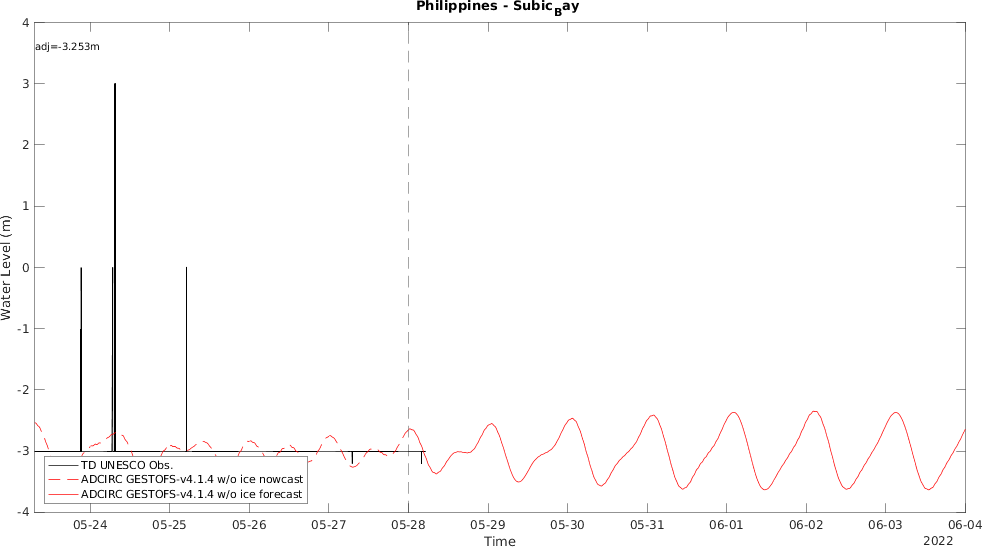 Philippines - Subic_Bay
adj=-3.253m
4
3
2
1
0
-1
-2
-3
-4
Water Level (m)
TD UNESCO Obs.
ADCIRC GESTOFS-v4.1.4 w/o ice nowcast
ADCIRC GESTOFS-v4.1.4 w/o ice forecast
05-24 05-25 05-26 05-27 05-28 05-29 05-30 05-31 06-01 06-02 06-03 06-04
Time
2022